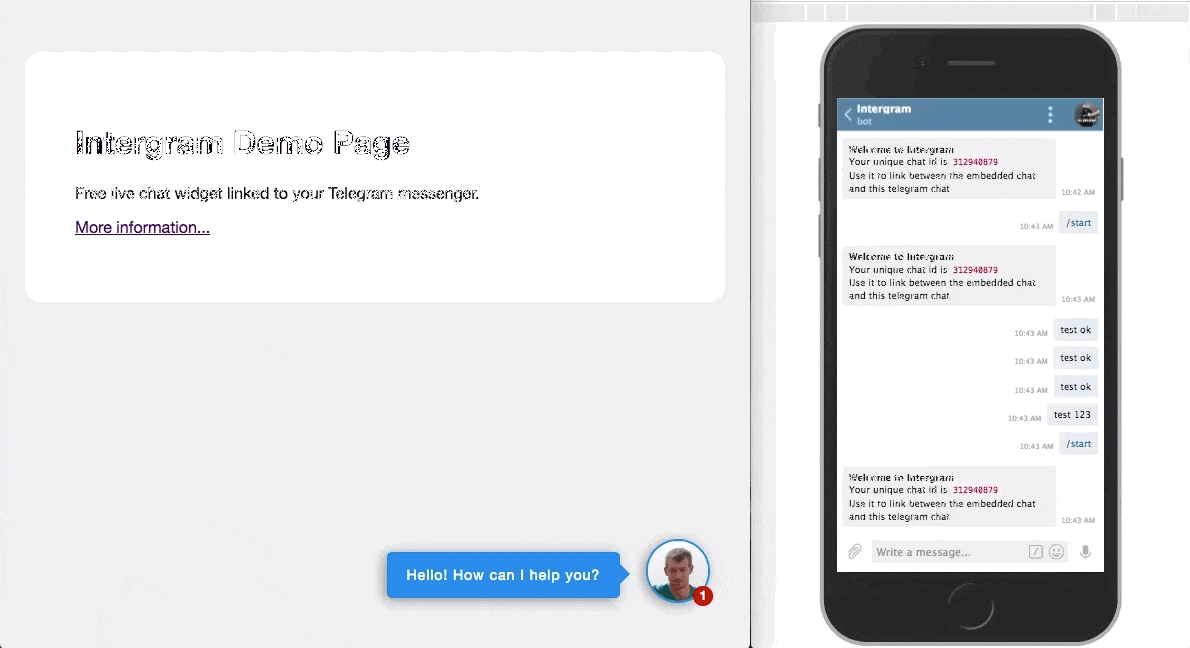 Intergram Demo Page
Free live chat widget linked to your Telegram messenger.
More information...
Hello! How can I help you?
1
Intergram
bot
Welcome to Intergram
Your unique chat id is 312940879
Use it to link between the embedded chat
and this telegram chat
10:42 AM
10:43 AM
/start
Welcome to Intergram
Your unique chat id is 312940879
Use it to link between the embedded chat
and this telegram chat
10:43 AM
10:43 AM
test ok
10:43 AM
test ok
10:43 AM
test ok
10:43 AM
test 123
10:43 AM
/start
Welcome to Intergram
Your unique chat id is 312940879
Use it to link between the embedded chat
and this telegram chat
10:43 AM
Write a message...